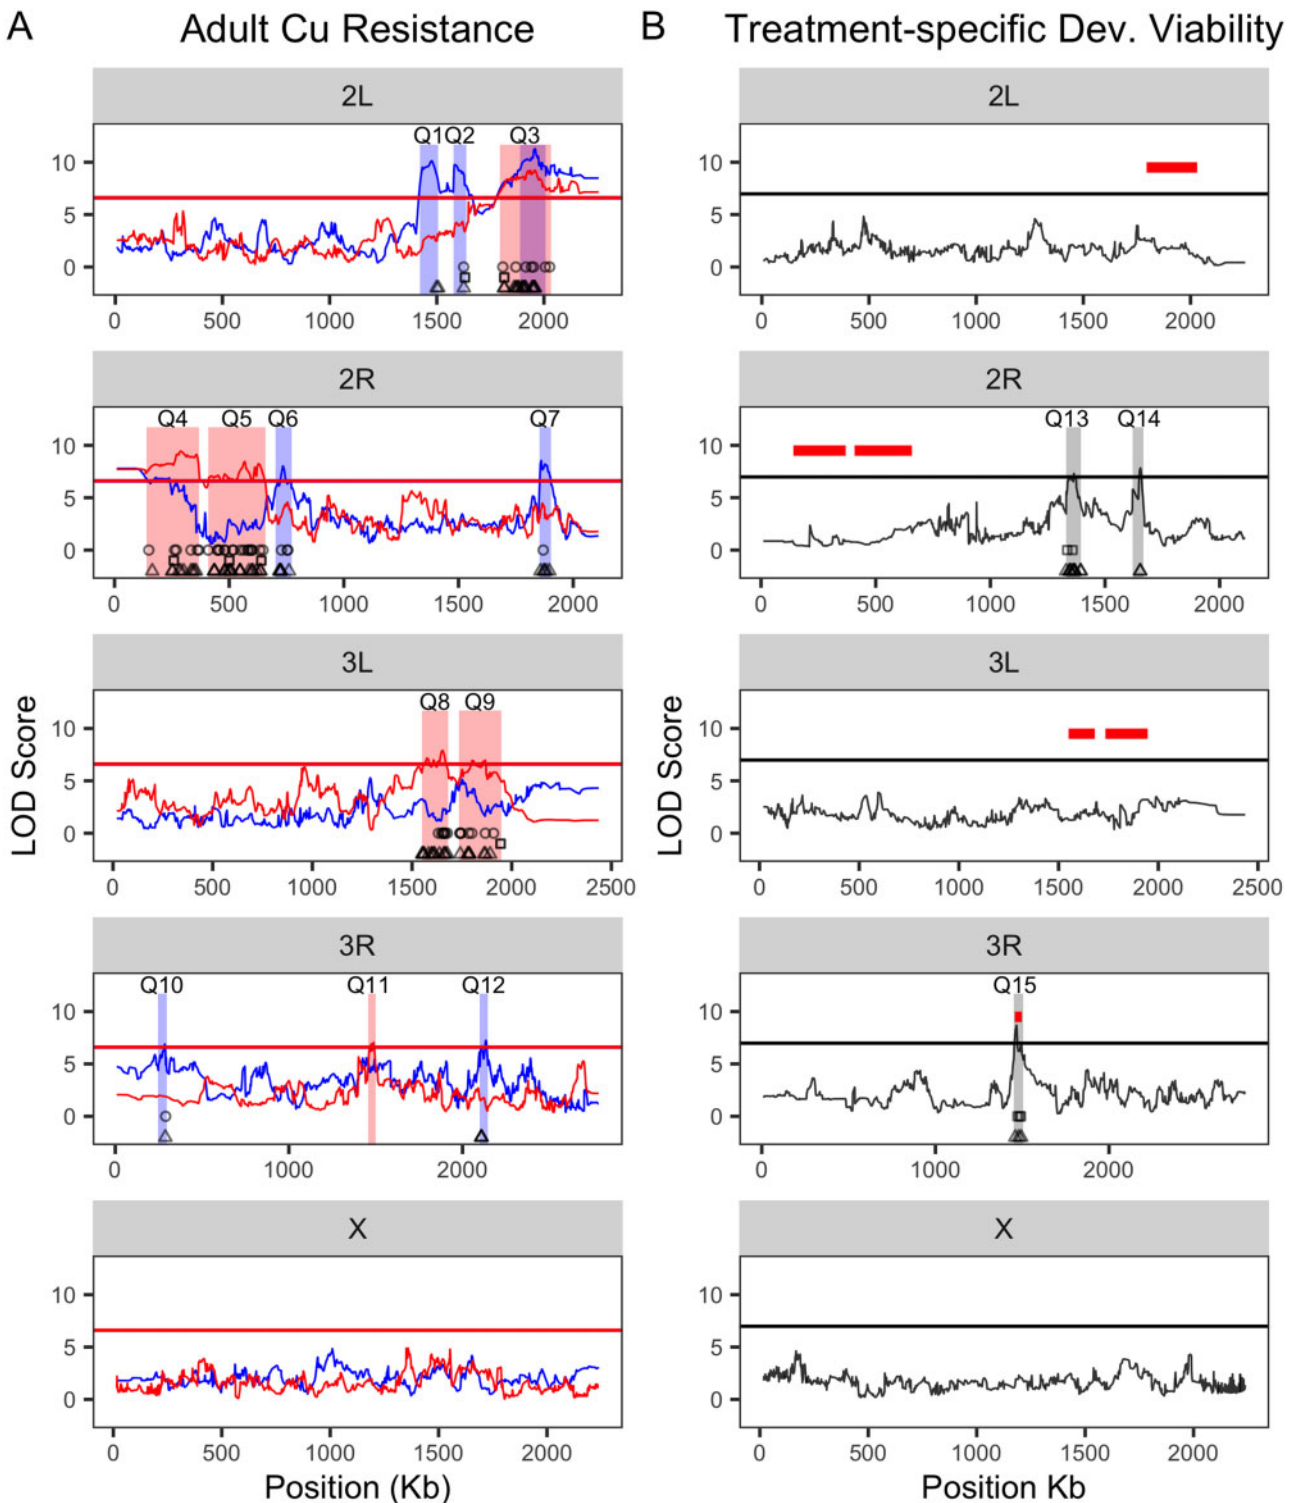 A Adult Cu Resistance B Treatment-specific Dev. Viability
2L
Q1 Q2 Q3
10
5
0
0 500 1000 1500 2000
2R
Q4 Q5 Q6 Q7
10
5
0
0 500 1000 1500 2000
3L
Q8 Q9
10
5
0
0 500 1000 1500 2000 2500
3R
Q10 Q11 Q12
10
5
0
0 1000 2000
X
10
5
0
0 500 1000 1500 2000
LOD Score
Position (Kb)
2L
10
5
0
0 500 1000 1500 2000
2R
Q13 Q14
10
5
0
0 500 1000 1500 2000
3L
10
5
0
0 500 1000 1500 2000 2500
3R
Q15
10
5
0
0 1000 2000
X
10
5
0
0 500 1000 1500 2000
LOD Score
Position Kb